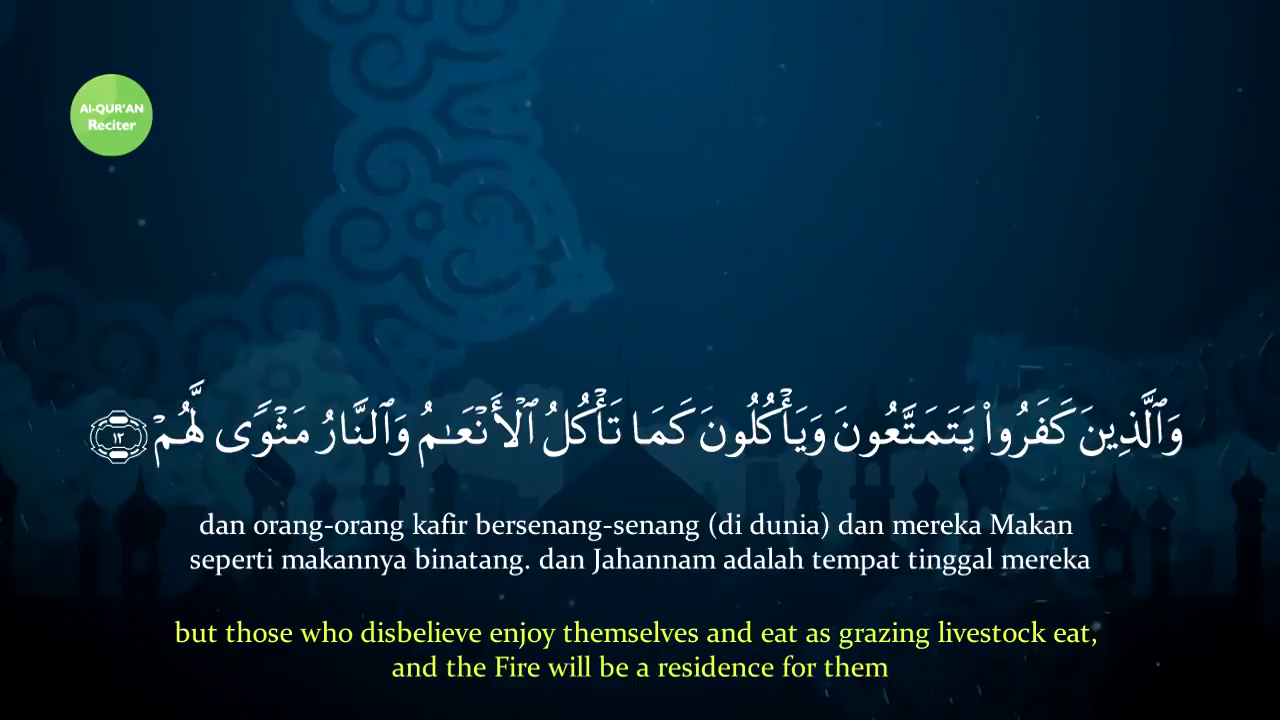 Al-QUR'AN
Reciter
وَٱلَّذِينَ كَفَرُوا۟ يَتَمَتَّعُونَ وَيَأْكُلُونَ كَمَا تَأْكُلُ ٱلْأَنْعَـٰمُ وَٱلنَّارُ مَثْوًى لَّهُمْ ١٢
dan orang-orang kafir bersenang-senang (di dunia) dan mereka Makan
seperti makannya binatang. dan Jahannam adalah tempat tinggal mereka
but those who disbelieve enjoy themselves and eat as grazing livestock eat,
and the Fire will be a residence for them